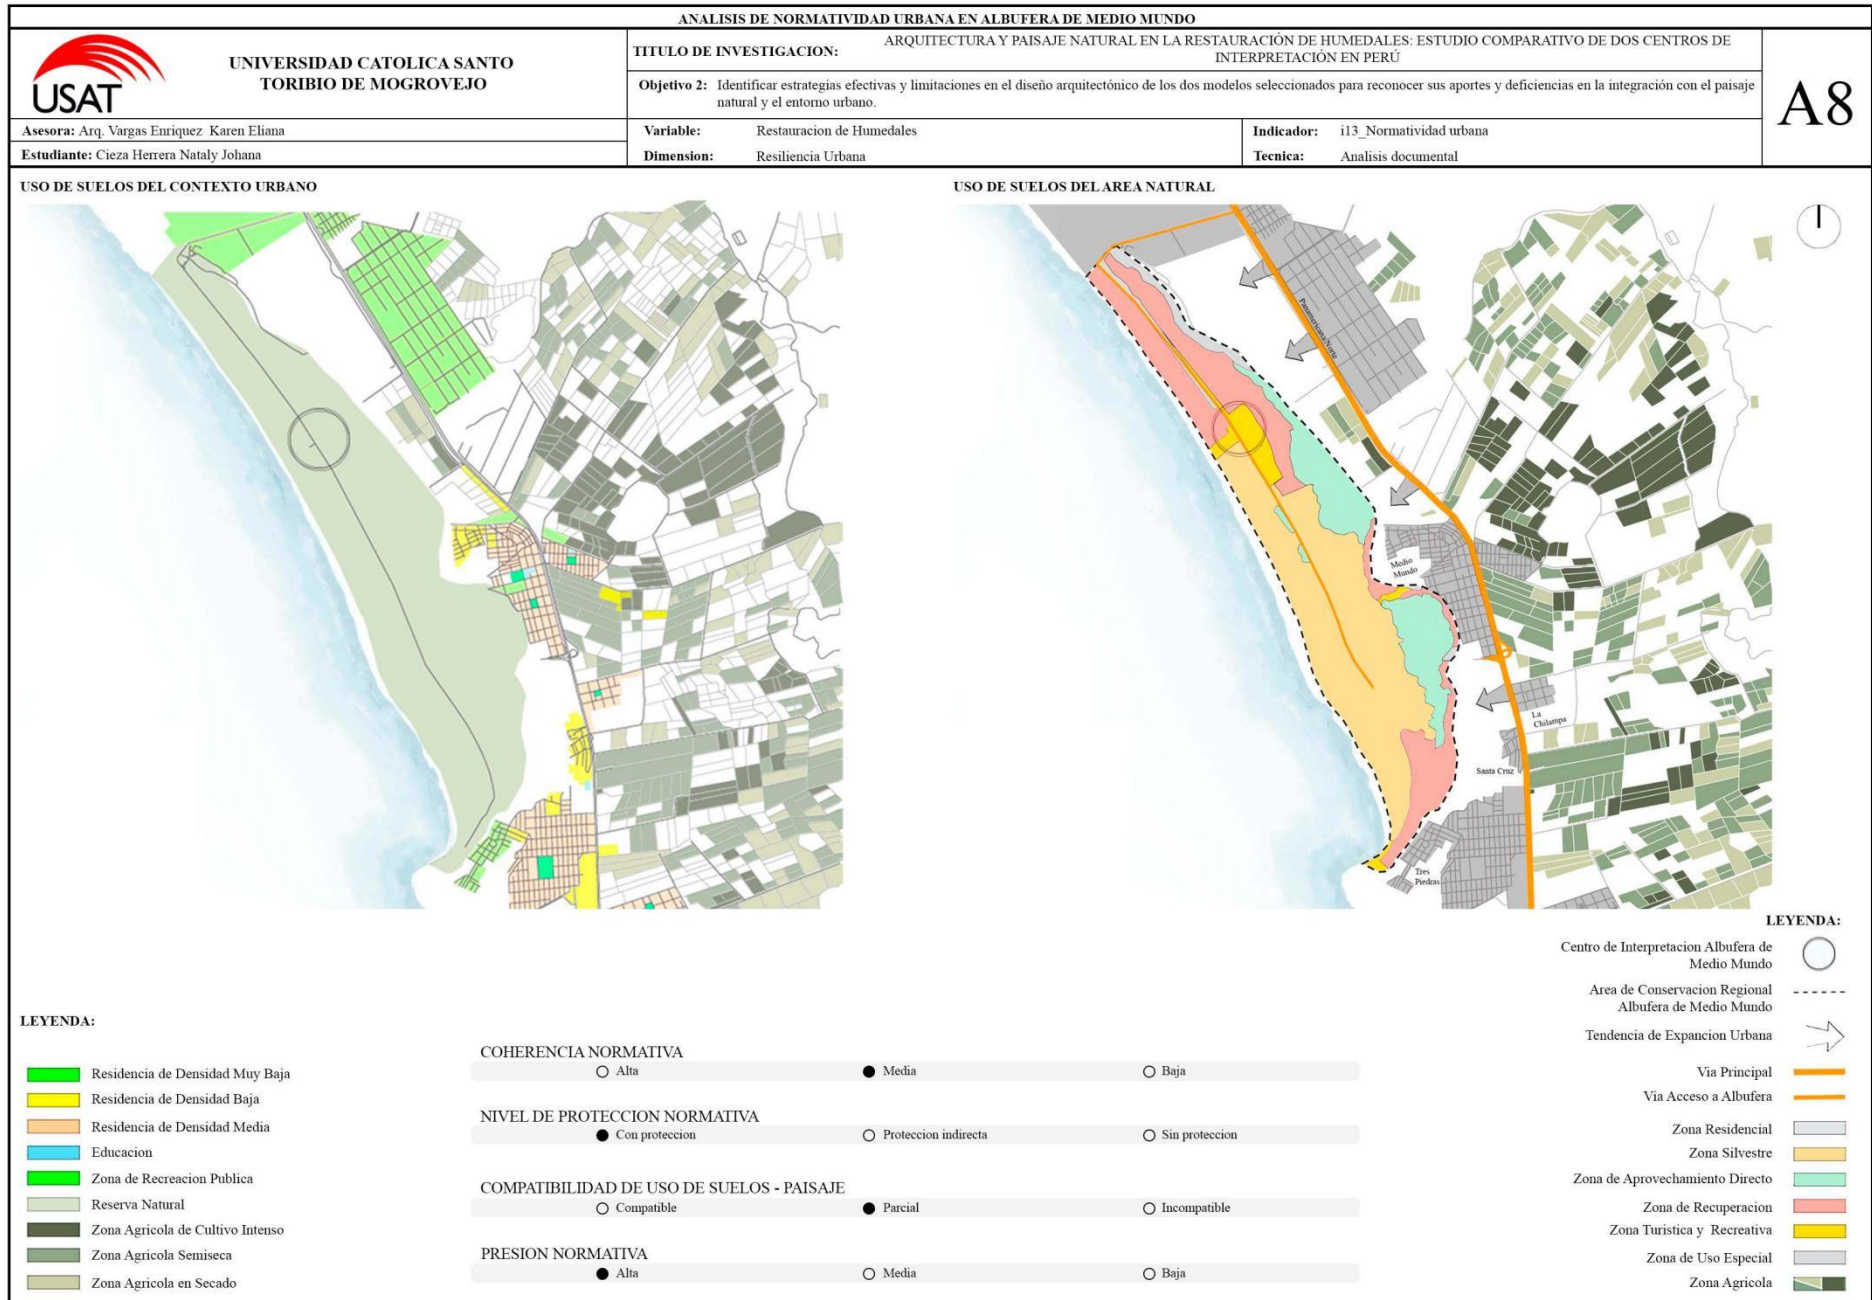 ANALISIS DE NORMATIVIDAD URBANA EN ALBUFERA DE MEDIO MUNDO
USAT
UNIVERSIDAD CATOLICA SANTO
TORIBIO DE MOGROVEJO
TITULO DE INVESTIGACION:
ARQUITECTURA Y PAISAJE NATURAL EN LA RESTAURACIÓN DE HUMEDALES: ESTUDIO COMPARATIVO DE DOS CENTROS DE
INTERPRETACIÓN EN PERÚ
Objetivo 2: Identificar estrategias efectivas y limitaciones en el diseño arquitectónico de los dos modelos seleccionados para reconocer sus aportes y deficiencias en la integración con el paisaje
natural y el entorno urbano.
A8
Asesora: Arq. Vargas Enriquez Karen Eliana
Estudiante: Cieza Herrera Nataly Johana
Variable: Restauracion de Humedales
Dimension: Resiliencia Urbana
Indicador: i13_Normatividad urbana
Tecnica: Analisis documental
USO DE SUELOS DEL CONTEXTO URBANO
USO DE SUELOS DEL AREA NATURAL
Panamericana Norte
Medio
Mundo
La
Chilampa
Santa Cruz
Tres
Piedras
LEYENDA:
Residencia de Densidad Muy Baja
Residencia de Densidad Baja
Residencia de Densidad Media
Educacion
Zona de Recreacion Publica
Reserva Natural
Zona Agricola de Cultivo Intenso
Zona Agricola Semiseca
Zona Agricola en Secado
COHERENCIA NORMATIVA
Alta Media Baja
NIVEL DE PROTECCION NORMATIVA
Con proteccion Proteccion indirecta Sin proteccion
COMPATIBILIDAD DE USO DE SUELOS - PAISAJE
Compatible Parcial Incompatible
PRESION NORMATIVA
Alta Media Baja
LEYENDA:
Centro de Interpretacion Albufera de
Medio Mundo
Area de Conservacion Regional
Albufera de Medio Mundo
Tendencia de Expancion Urbana
Via Principal
Via Acceso a Albufera
Zona Residencial
Zona Silvestre
Zona de Aprovechamiento Directo
Zona de Recuperacion
Zona Turistica y Recreativa
Zona de Uso Especial
Zona Agricola